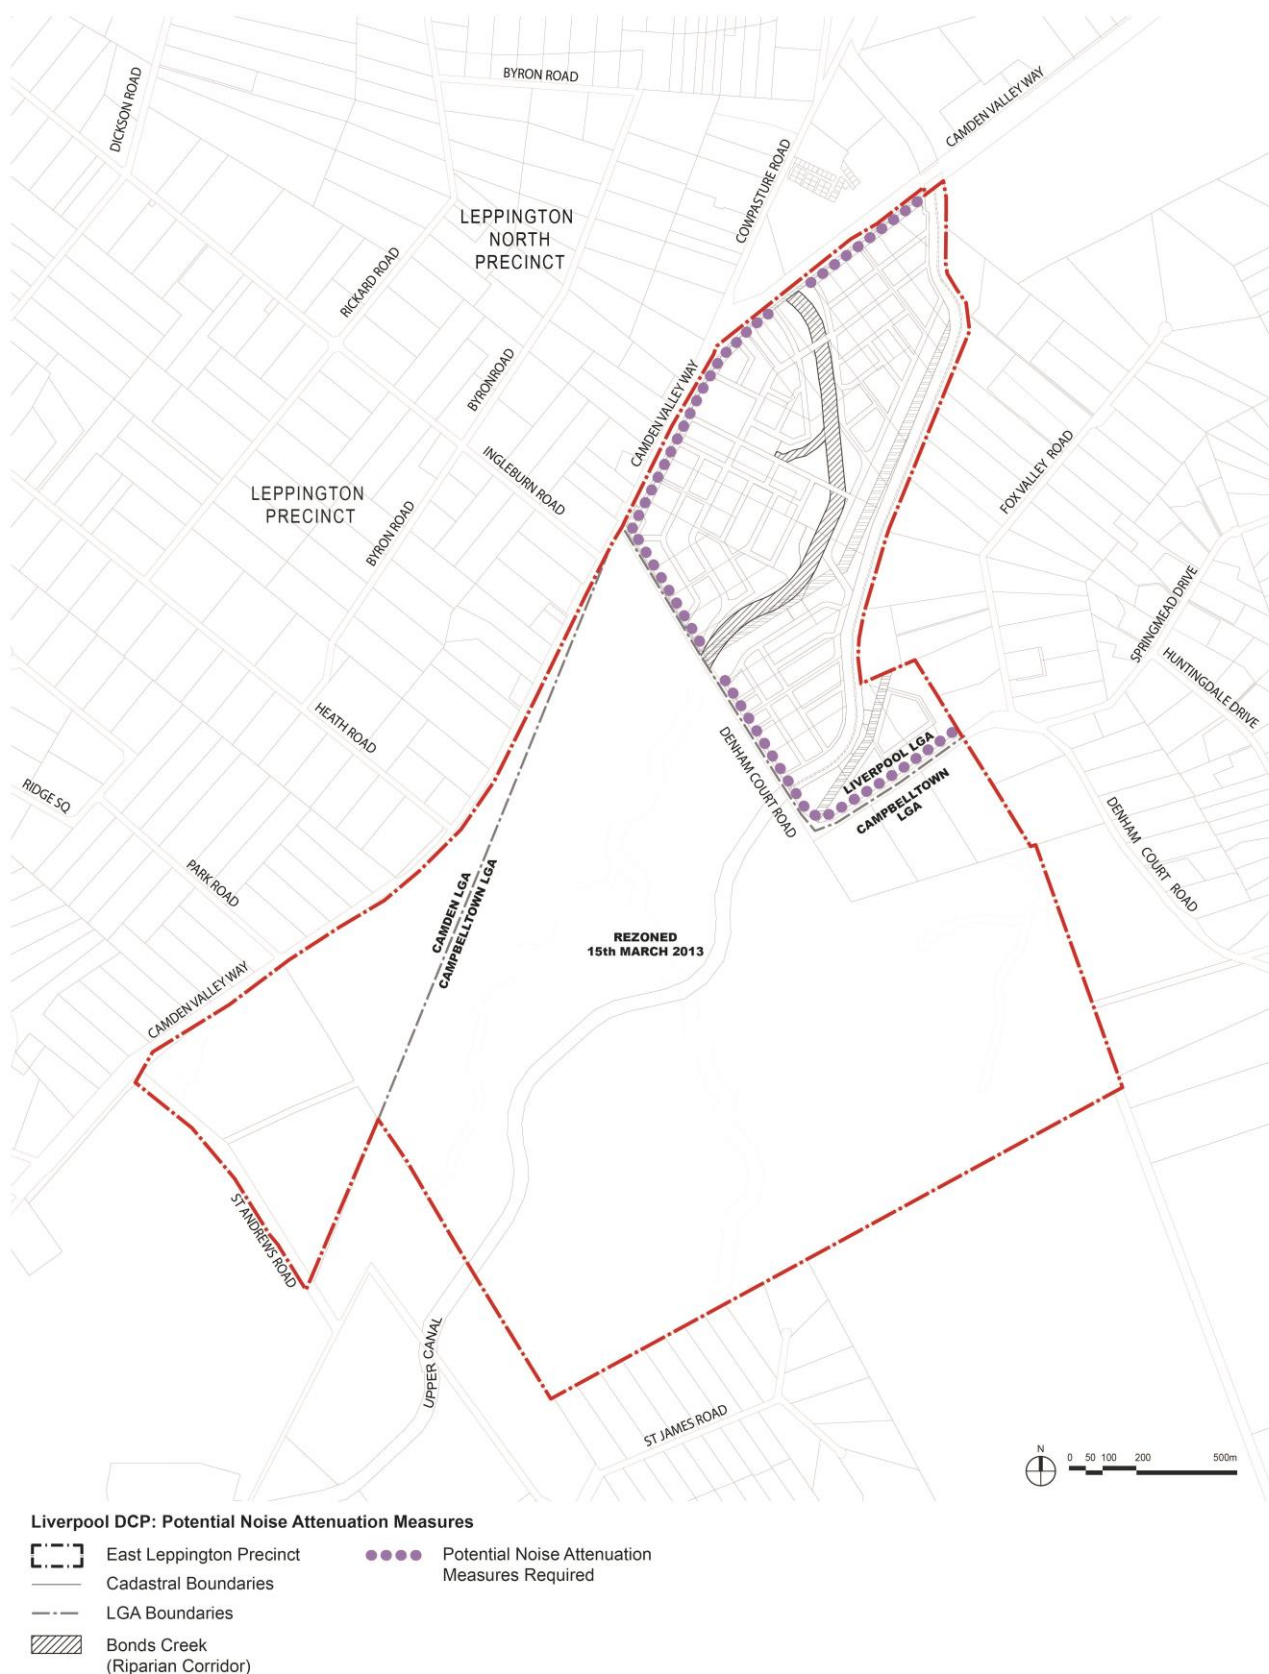 BYRON ROAD
DICKSON ROAD
CAMDEN VALLEY WAY
COWPASTURE ROAD
LEPPINGTON
NORTH
PRECINCT
RICKARD ROAD
BYRONROAD
CAMDEN VALLEY WAY
INGLEBURN ROAD
LEPPINGTON
PRECINCT
BYRON ROAD
FOX VALLEY ROAD
SPRINGMEAD DRIVE
HUNTINGDALE DRIVE
HEATH ROAD
DENHAM COURT ROAD
LIVERPOOL LGA
CAMPBELLTOWN
LGA
RIDGE SQ
DENHAM COURT ROAD
PARK ROAD
CAMDEN LGA
CAMPBELLTOWN LGA
REZONED
15th MARCH 2013
CAMDEN VALLEY WAY
ST ANDREWS ROAD
UPPER CANAL
ST JAMES ROAD
N
0 50 100 200 500m
Liverpool DCP: Potential Noise Attenuation Measures
East Leppington Precinct
Cadastral Boundaries
LGA Boundaries
Bonds Creek
(Riparian Corridor)
Potential Noise Attenuation
Measures Required